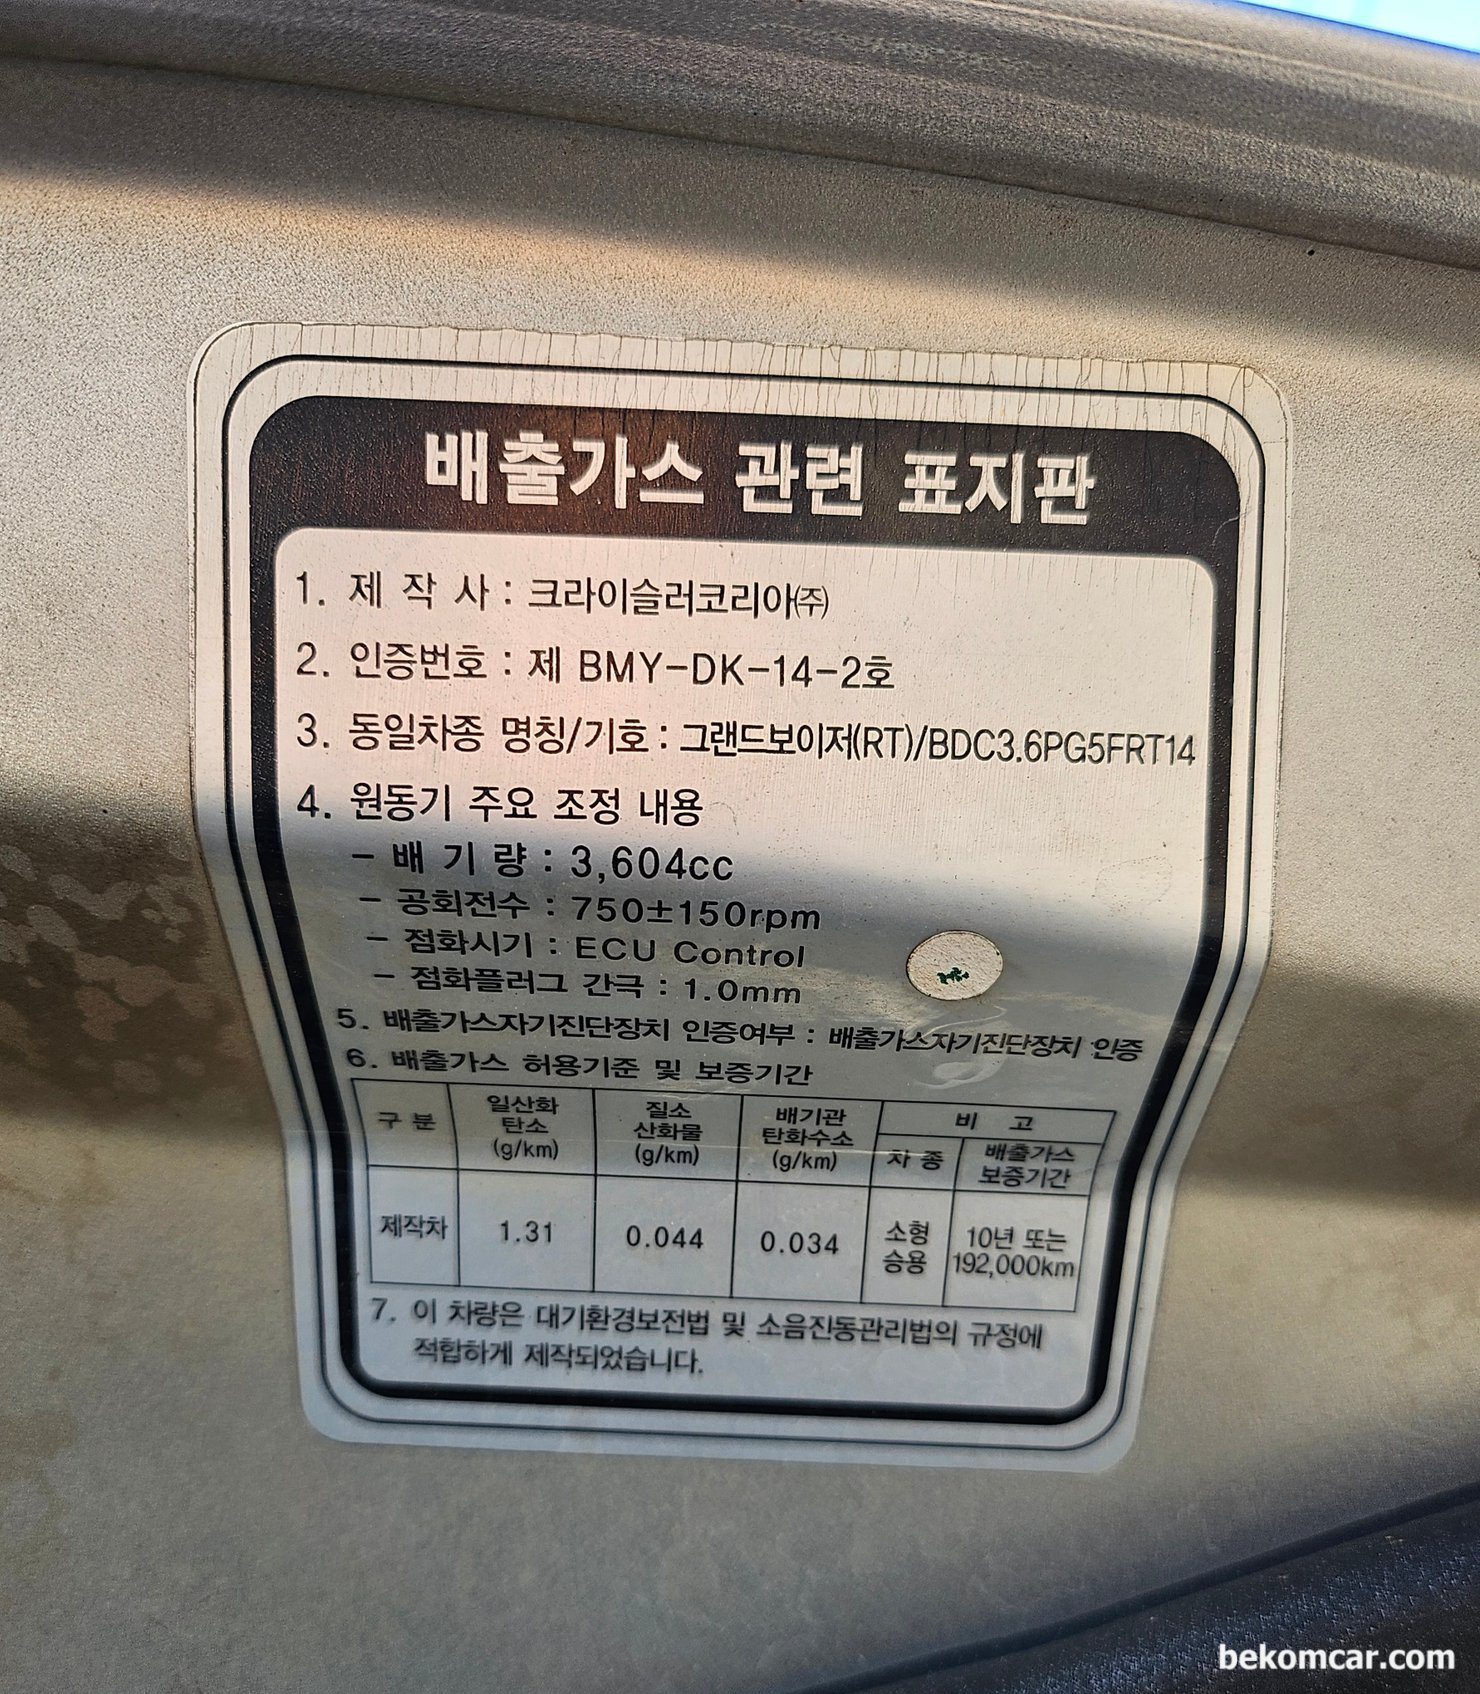 배출가스 관련 표지판
1. 제 작 사 : 크라이슬러코리아㈜
2. 인증번호 : 제 BMY-DK-14-2호
3. 동일차종 명칭/기호 : 그랜드보이저(RT)/BDC3.6PG5FRT14
4. 원동기 주요 조정 내용
- 배 기 량 : 3,604cc
- 공회전수 : 750±150rpm
- 점화시기 : ECU Control
- 점화플러그 간극 : 1.0mm
5. 배출가스자기진단장치 인증여부 : 배출가스자기진단장치 인증
6. 배출가스 허용기준 및 보증기간
구 분 일산화탄소 (g/km) 질소산화물 (g/km) 배기관탄화수소 (g/km) 비 고
차 종 배출가스 보증기간
제작차 1.31 0.044 0.034 소형승용 10년 또는 192,000km
7. 이 차량은 대기환경보전법 및 소음진동관리법의 규정에
적합하게 제작되었습니다.
bekomcar.com